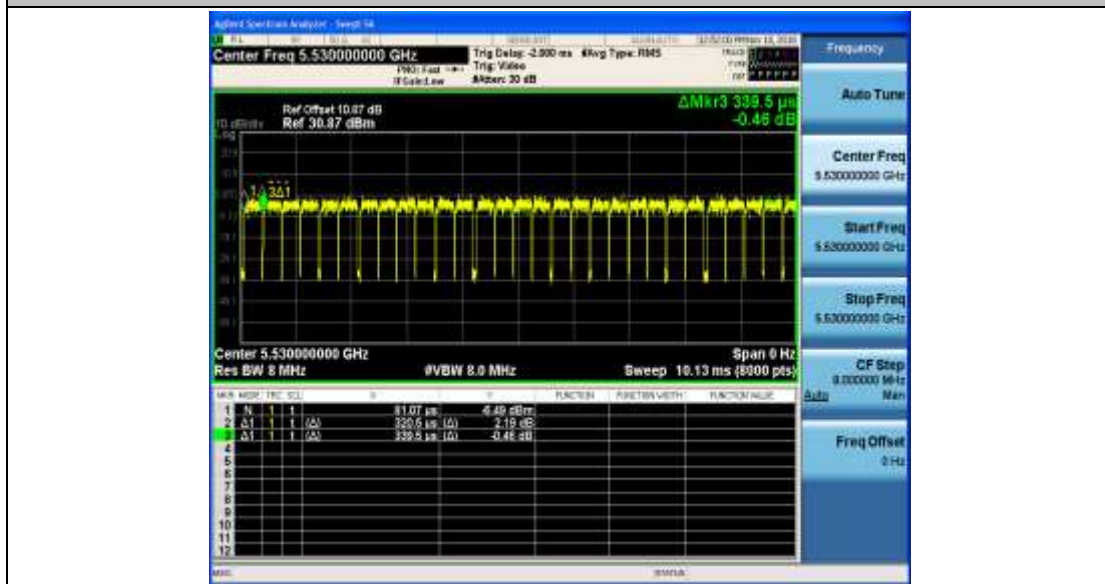 Agilent Spectrum Analyzer - Swept SA
Center Freq 5.530000000 GHz
PNO: Fast
IFGain:Low
Trig Delay: -2.000 ms
Trig: Video
#Atten: 30 dB
#Avg Type: RMS
Frequency
Auto Tune
Ref Offset 10.87 dB
10 dB/div Ref 30.87 dBm
Log
ΔMkr3 339.5 µs
-0.46 dB
3Δ1
Center Freq
5.530000000 GHz
Start Freq
5.530000000 GHz
Stop Freq
5.530000000 GHz
Center 5.530000000 GHz
Span 0 Hz
Res BW 8 MHz
#VBW 8.0 MHz
Sweep 10.13 ms (8000 pts)
CF Step
8.000000 MHz
Auto Man
Freq Offset
0 Hz
MKR MODE TRC SCL X Y FUNCTION FUNCTION WIDTH FUNCTION VALUE
1 N 1 t 81.07 µs -6.49 dBm
2 Δ1 1 t (Δ) 320.5 µs (Δ) 2.19 dB
3 Δ1 1 t (Δ) 339.5 µs (Δ) -0.46 dB
4
5
6
7
8
9
10
11
12
MSG
STATUS